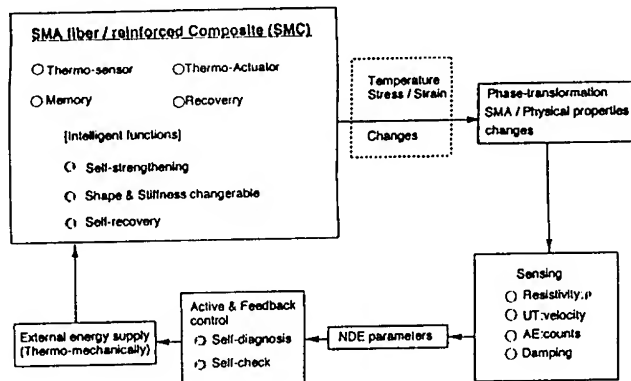 SMA fiber / reinforced Composite (SMC)
Thermo-sensor Thermo-Actuator
Memory Recoverry
[Intelligent functions]
Self-strengthening
Shape & Stiffness changerable
Self-recovery
Temperature
Stress / Strain
Changes
Phase-transformation
SMA / Physical properties
changes
Sensing
Resistivity:ρ
UT:velocity
AE:counts
Damping
NDE parameters
Active & Feedback
control
Self-diagnosis
Self-check
External energy supply
(Thermo-mechanically)